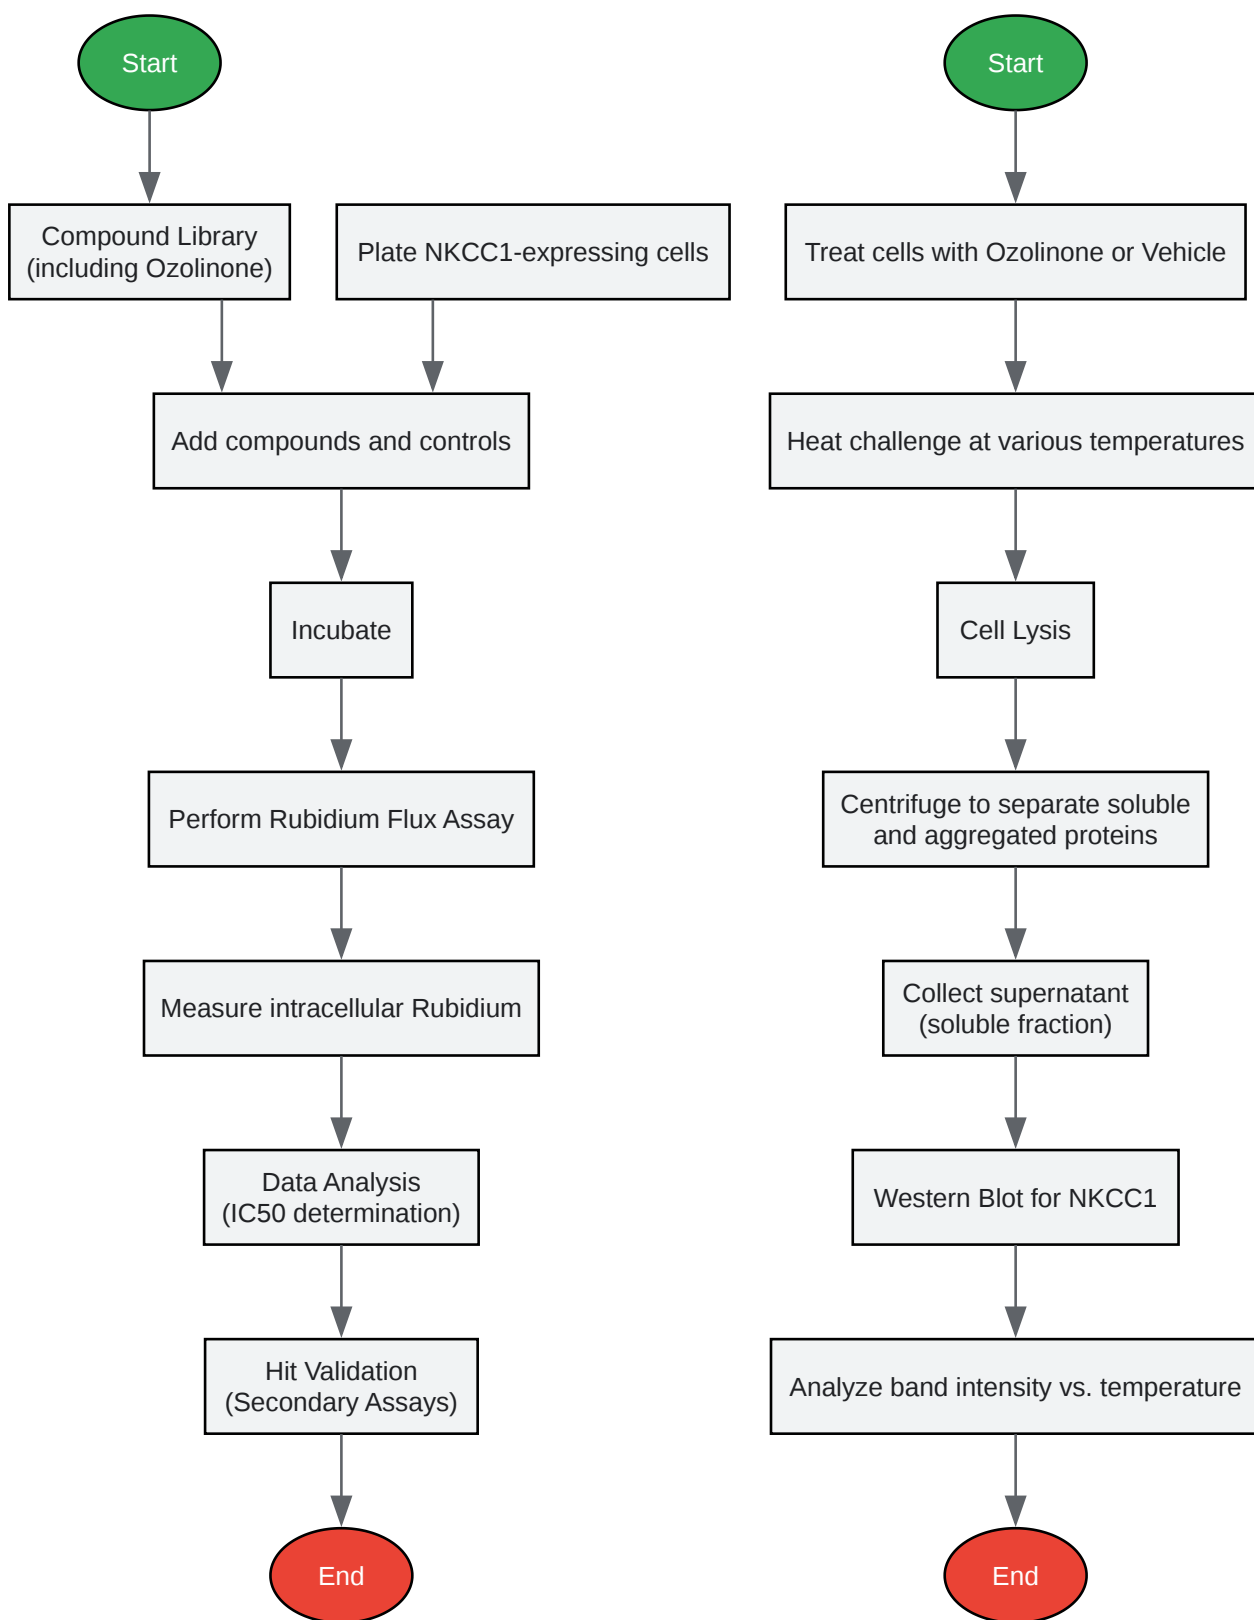 Start
Compound Library
(including Ozolinone)
Plate NKCC1-expressing cells
Add compounds and controls
Incubate
Perform Rubidium Flux Assay
Measure intracellular Rubidium
Data Analysis
(IC50 determination)
Hit Validation
(Secondary Assays)
End
Start
Treat cells with Ozolinone or Vehicle
Heat challenge at various temperatures
Cell Lysis
Centrifuge to separate soluble
and aggregated proteins
Collect supernatant
(soluble fraction)
Western Blot for NKCC1
Analyze band intensity vs. temperature
End